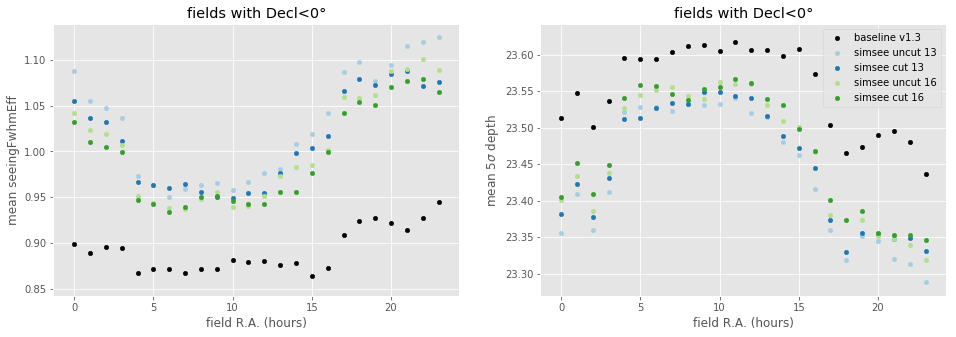 fields with Decl<0°
mean seeingFwhmEff
1.10
1.05
1.00
0.95
0.90
0.85
0
5
10
15
20
field R.A. (hours)
fields with Decl<0°
mean 5σ depth
23.60
23.55
23.50
23.45
23.40
23.35
23.30
0
5
10
15
20
field R.A. (hours)
baseline v1.3
simsee uncut 13
simsee cut 13
simsee uncut 16
simsee cut 16